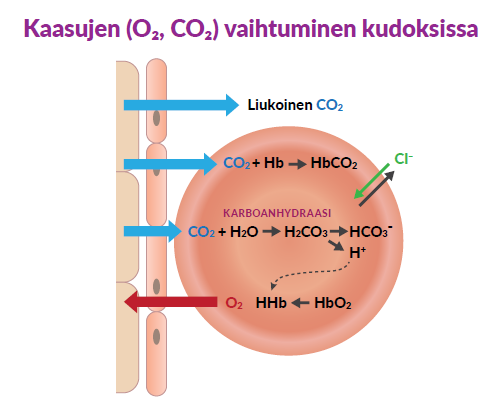 Kaasujen (O₂, CO₂) vaihtuminen kudoksissa
Liukoinen CO₂
CO₂ + Hb → HbCO₂
Cl⁻
KARBOANHYDRAASI
CO₂ + H₂O → H₂CO₃ → HCO₃⁻
H⁺
O₂ HHb ← HbO₂